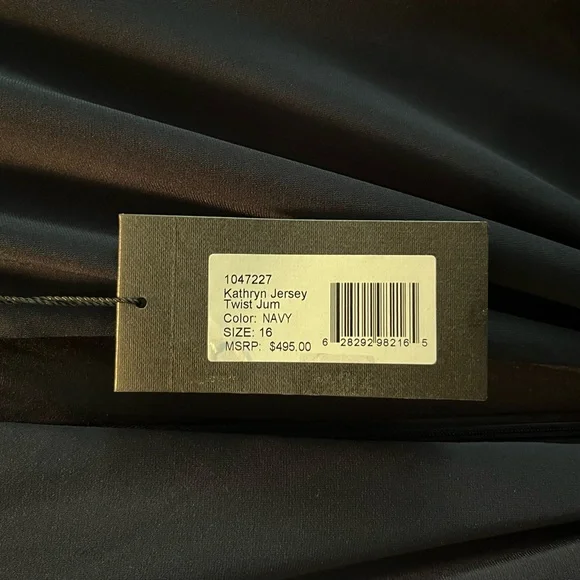 1047227
Kathryn Jersey
Twist Jum
Color: NAVY
SIZE: 16
MSRP: $495.00
6 28292 98216 5